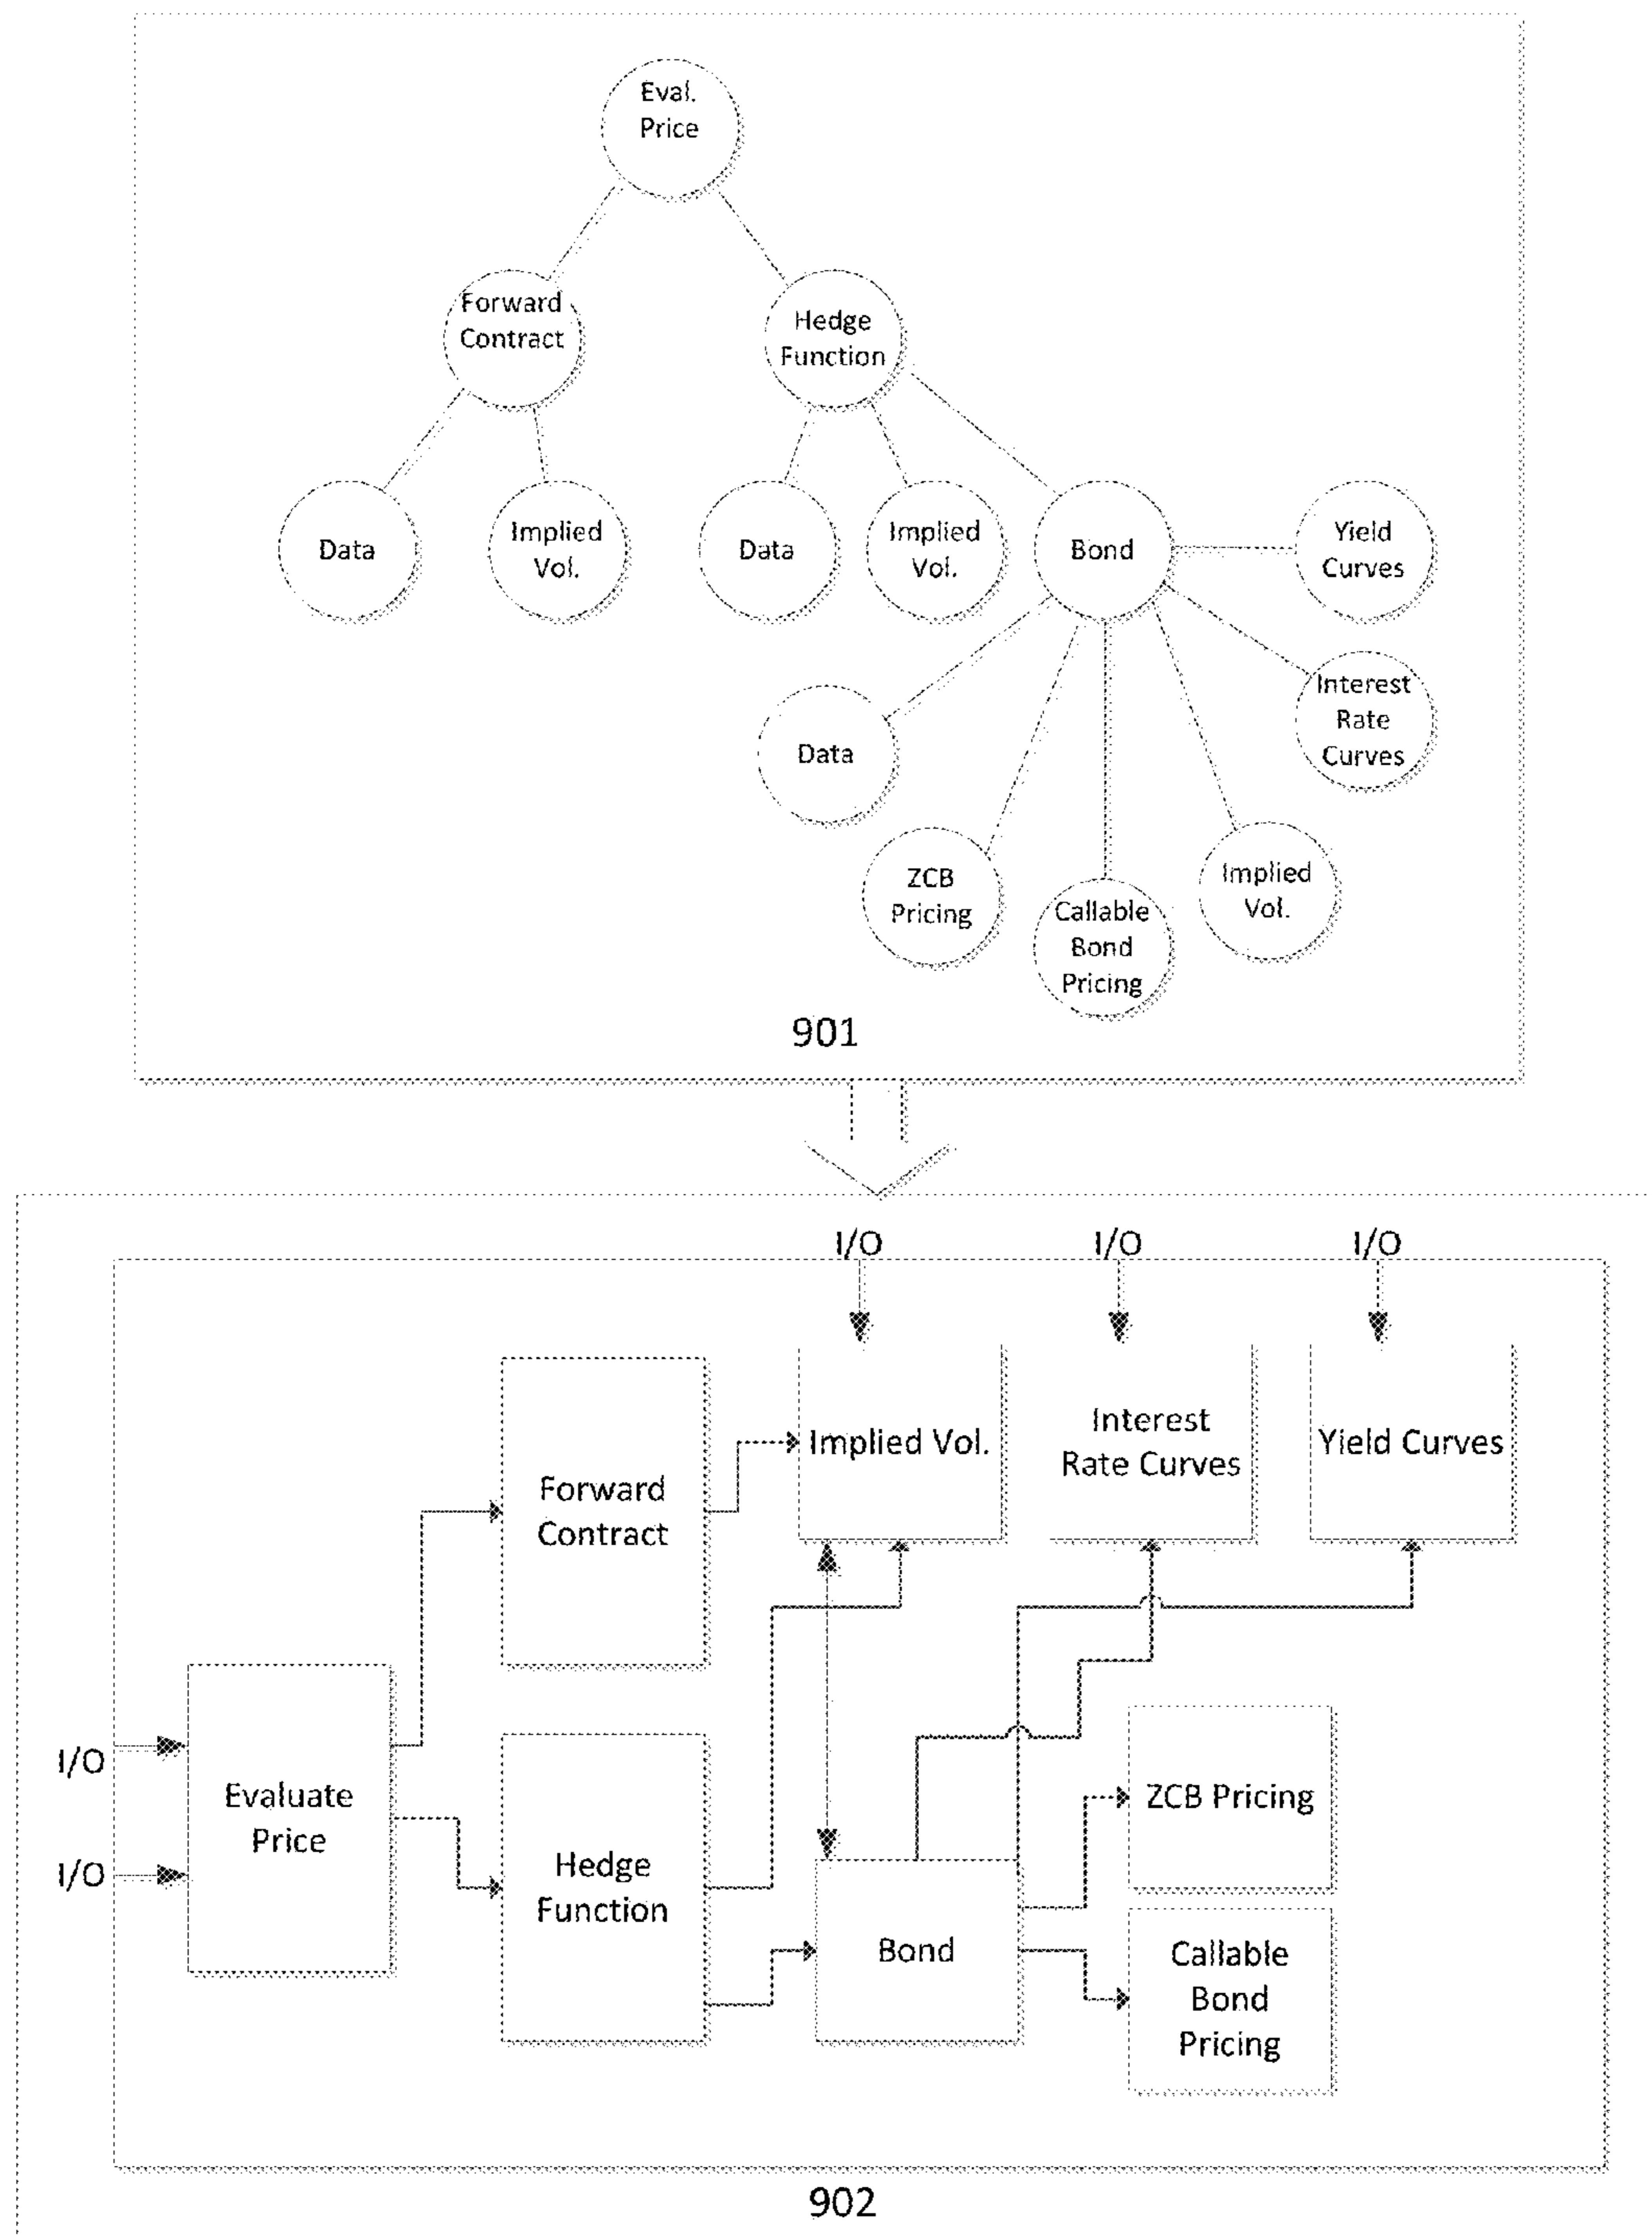 Eval.
Price
Forward
Contract
Hedge
Function
Data
Implied
Vol.
Data
Implied
Vol.
Bond
Yield
Curves
Data
Interest
Rate
Curves
ZCB
Pricing
Callable
Bond
Pricing
Implied
Vol.
901
I/O
I/O
I/O
Forward
Contract
Implied Vol.
Interest
Rate Curves
Yield Curves
I/O
I/O
Evaluate
Price
Hedge
Function
Bond
ZCB Pricing
Callable
Bond
Pricing
902